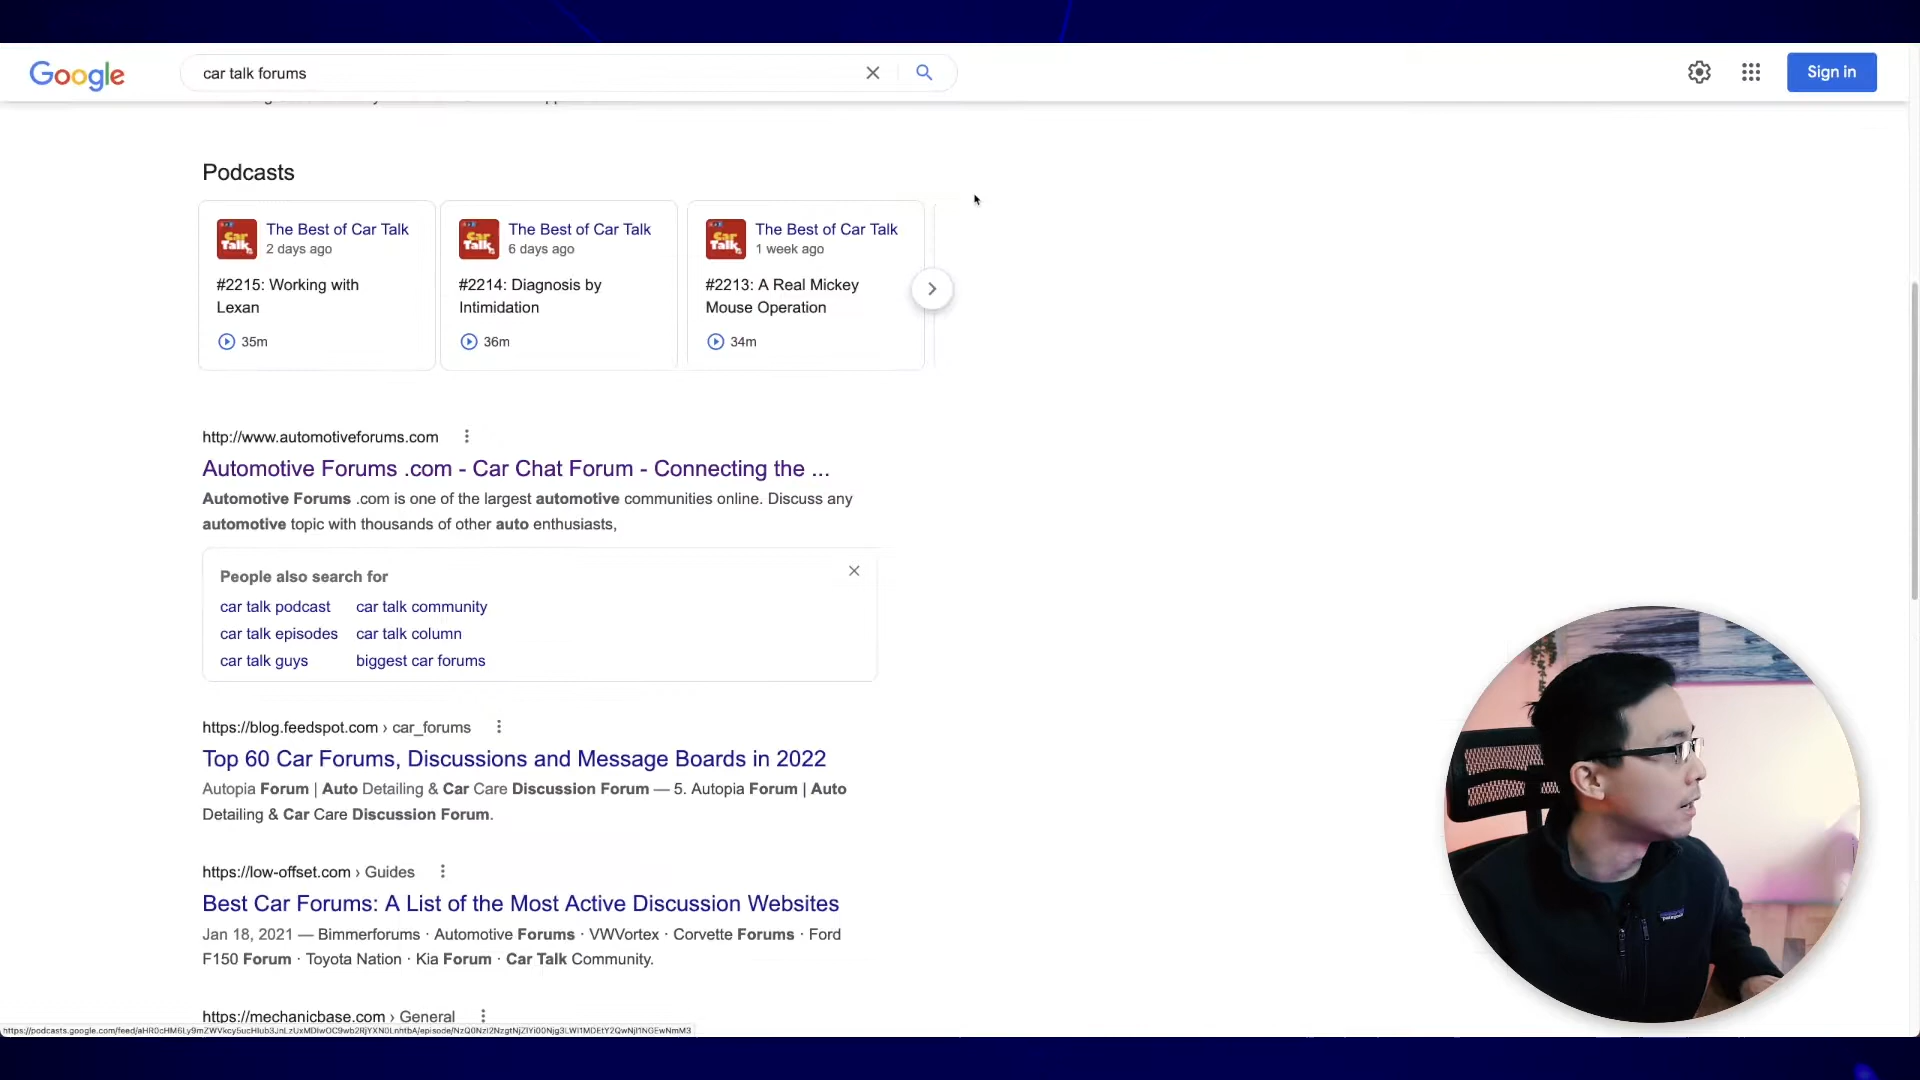 Google
car talk forums
Sign in
Podcasts
The Best of Car Talk
2 days ago
#2215: Working with
Lexan
35m
The Best of Car Talk
6 days ago
#2214: Diagnosis by
Intimidation
36m
The Best of Car Talk
1 week ago
#2213: A Real Mickey
Mouse Operation
34m
http://www.automotiveforums.com
Automotive Forums .com - Car Chat Forum - Connecting the ...
Automotive Forums .com is one of the largest automotive communities online. Discuss any
automotive topic with thousands of other auto enthusiasts,
People also search for
car talk podcast car talk community
car talk episodes car talk column
car talk guys biggest car forums
https://blog.feedspot.com › car_forums
Top 60 Car Forums, Discussions and Message Boards in 2022
Autopia Forum | Auto Detailing & Car Care Discussion Forum — 5. Autopia Forum | Auto
Detailing & Car Care Discussion Forum.
https://low-offset.com › Guides
Best Car Forums: A List of the Most Active Discussion Websites
Jan 18, 2021 — Bimmerforums · Automotive Forums · VWVortex · Corvette Forums · Ford
F150 Forum · Toyota Nation · Kia Forum · Car Talk Community.
https://mechanicbase.com › General